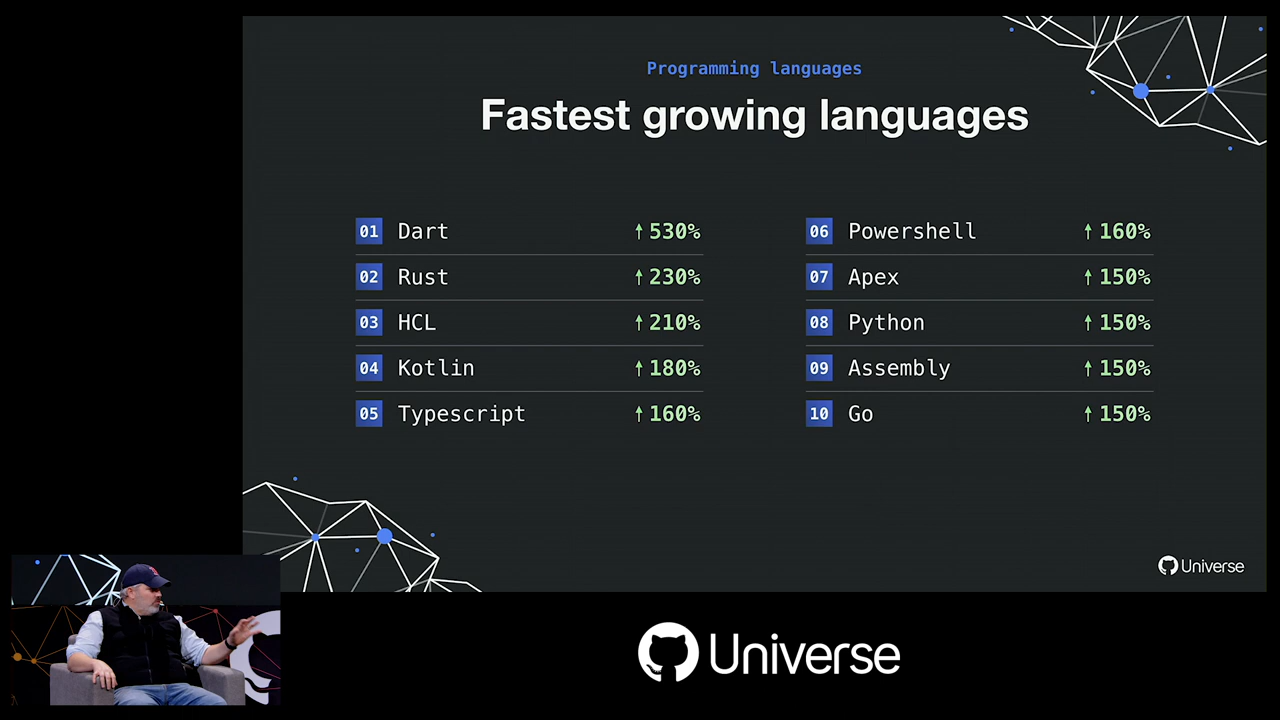 Programming languages
Fastest growing languages
01 Dart ↑530%
02 Rust ↑230%
03 HCL ↑210%
04 Kotlin ↑180%
05 Typescript ↑160%
06 Powershell ↑160%
07 Apex ↑150%
08 Python ↑150%
09 Assembly ↑150%
10 Go ↑150%
Universe
Universe